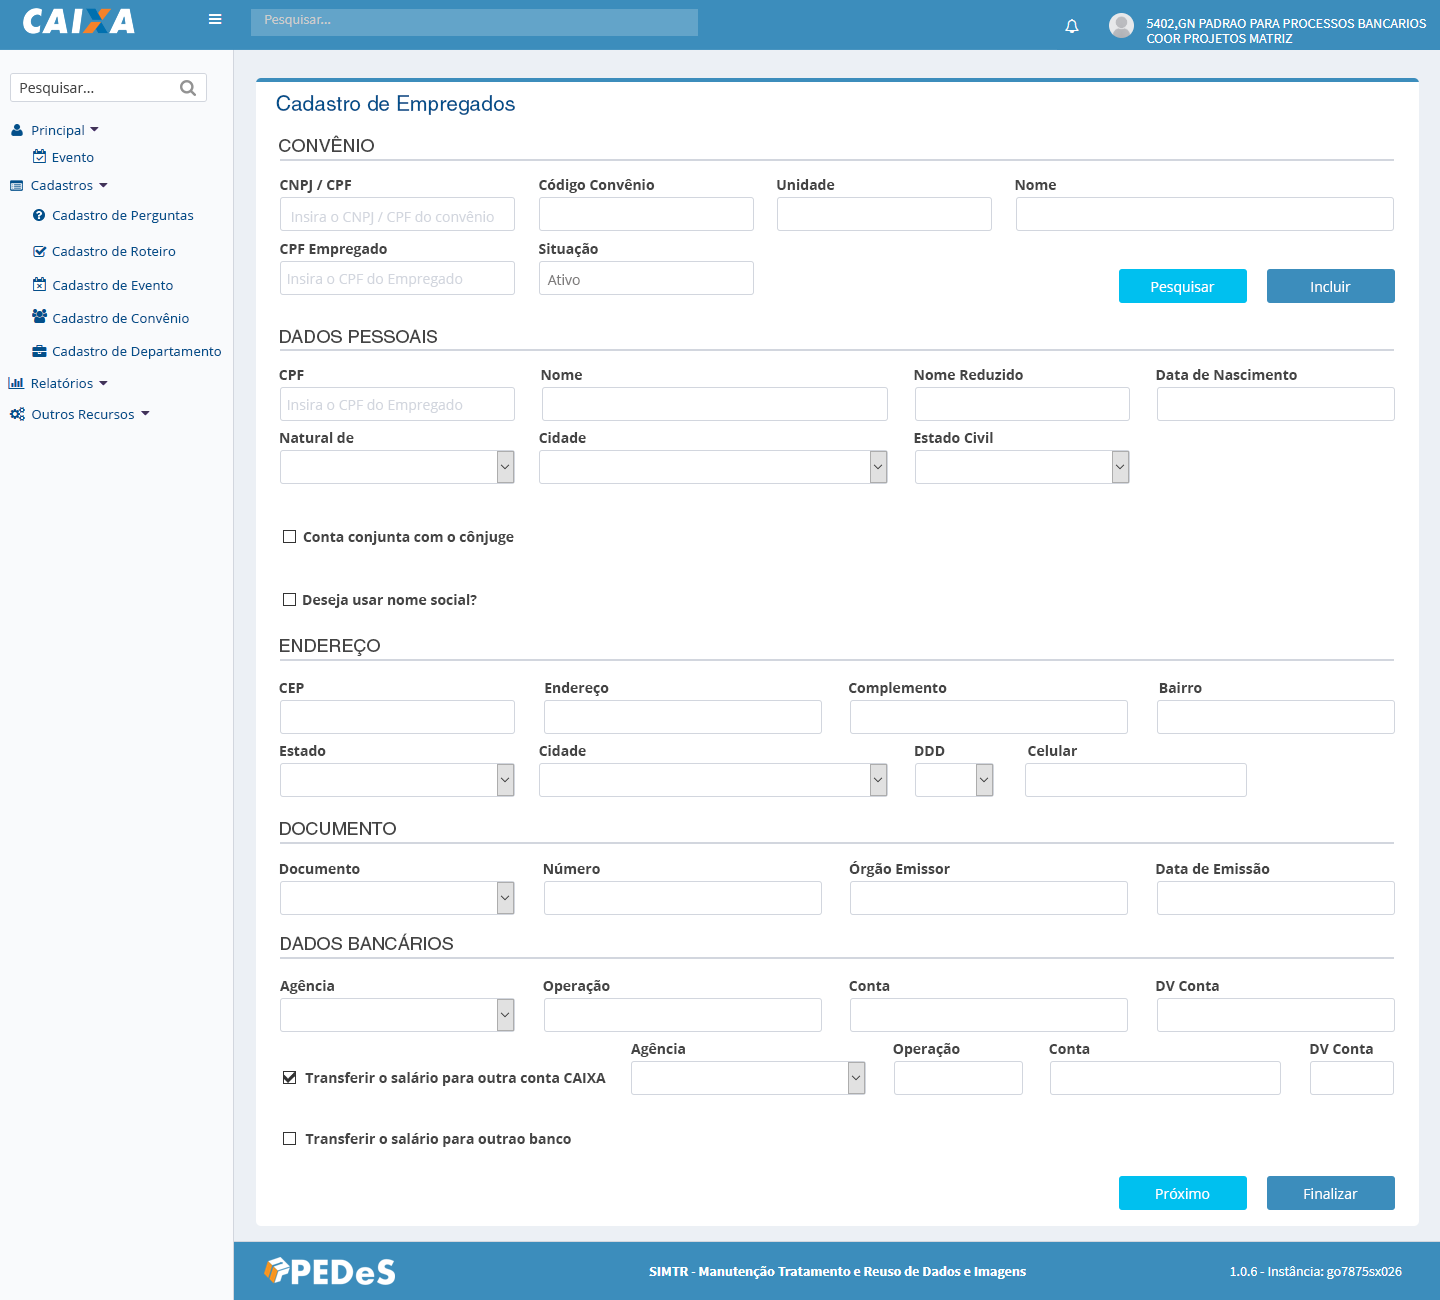 CAIXA
Pesquisar...
5402,GN PADRAO PARA PROCESSOS BANCARIOS
COOR PROJETOS MATRIZ
Pesquisar...
Principal
Evento
Cadastros
Cadastro de Perguntas
Cadastro de Roteiro
Cadastro de Evento
Cadastro de Convênio
Cadastro de Departamento
Relatórios
Outros Recursos
Cadastro de Empregados
CONVÊNIO
CNPJ / CPF Código Convênio Unidade Nome
Insira o CNPJ / CPF do convênio
CPF Empregado Situação
Insira o CPF do Empregado Ativo
Pesquisar Incluir
DADOS PESSOAIS
CPF Nome Nome Reduzido Data de Nascimento
Insira o CPF do Empregado
Natural de Cidade Estado Civil
Conta conjunta com o cônjuge
Deseja usar nome social?
ENDEREÇO
CEP Endereço Complemento Bairro
Estado Cidade DDD Celular
DOCUMENTO
Documento Número Órgão Emissor Data de Emissão
DADOS BANCÁRIOS
Agência Operação Conta DV Conta
Agência Operação Conta DV Conta
Transferir o salário para outra conta CAIXA
Transferir o salário para outrao banco
Próximo Finalizar
PEDeS
SIMTR - Manutenção Tratamento e Reuso de Dados e Imagens
1.0.6 - Instância: go7875sx026